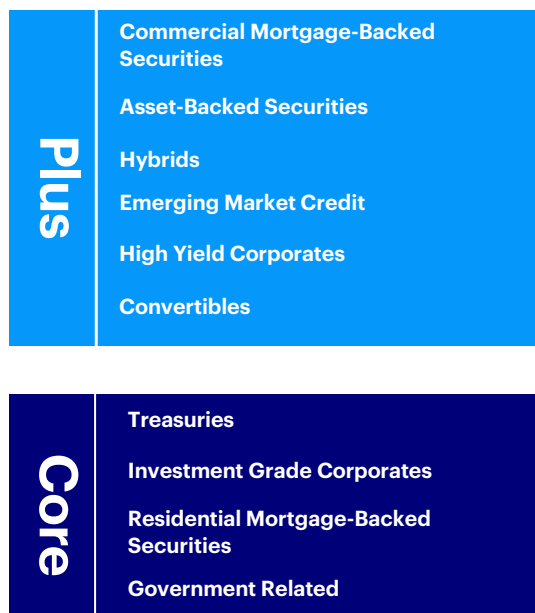 Plus
Commercial Mortgage-Backed
Securities
Asset-Backed Securities
Hybrids
Emerging Market Credit
High Yield Corporates
Convertibles
Core
Treasuries
Investment Grade Corporates
Residential Mortgage-Backed
Securities
Government Related